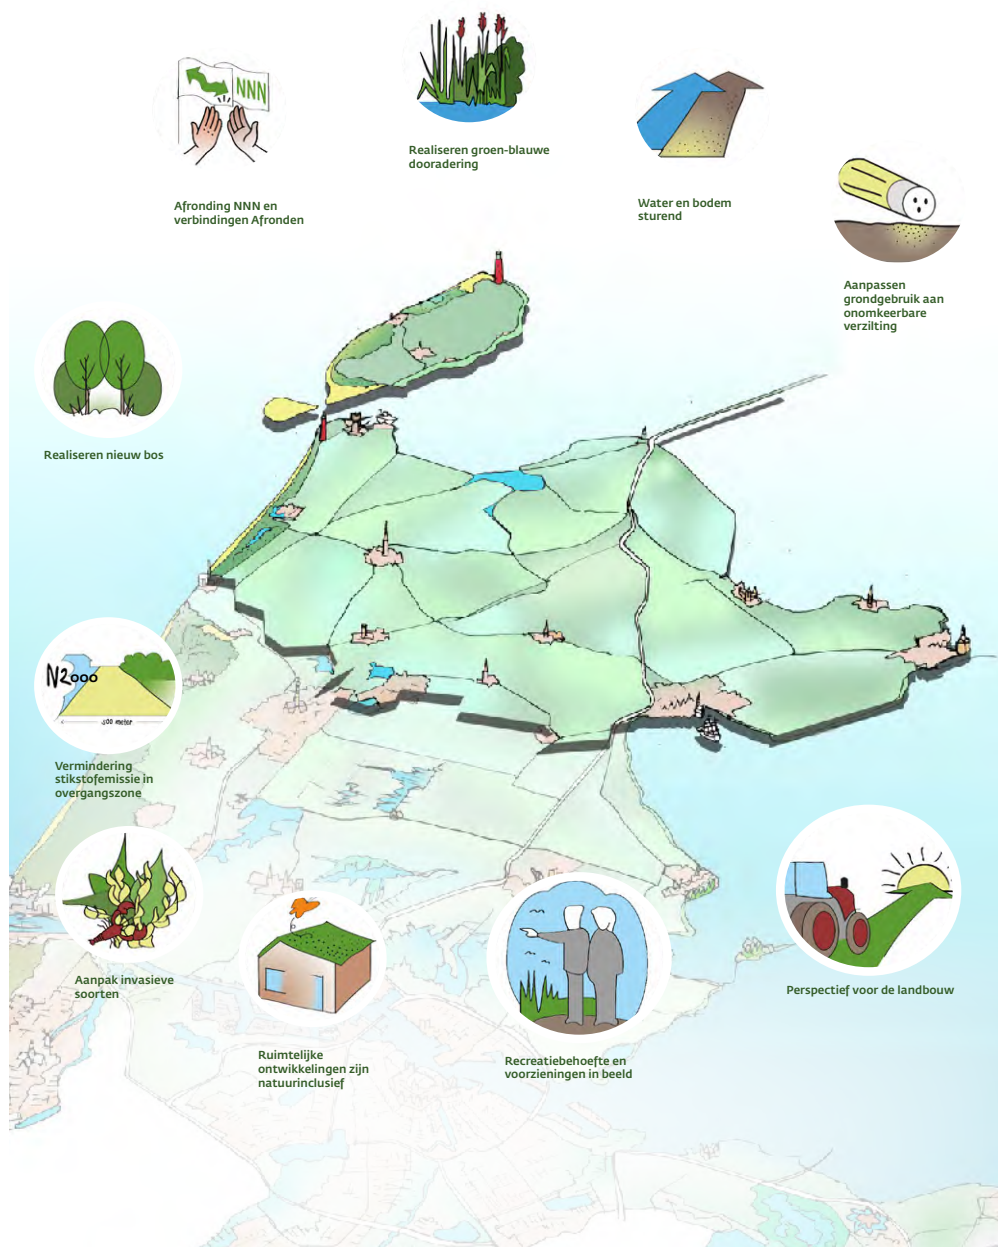 NNN
Realiseren groen-blauwe
dooradering
Afronding NNN en
verbindingen Afronden
Water en bodem
sturend
Aanpassen
grondgebruik aan
onomkeerbare
verzilting
Realiseren nieuw bos
N2000
500 meter
Vermindering
stikstofemissie in
overgangszone
Aanpak invasieve
soorten
Ruimtelijke
ontwikkelingen zijn
natuurinclusief
Recreatiebehoefte en
voorzieningen in beeld
Perspectief voor de landbouw